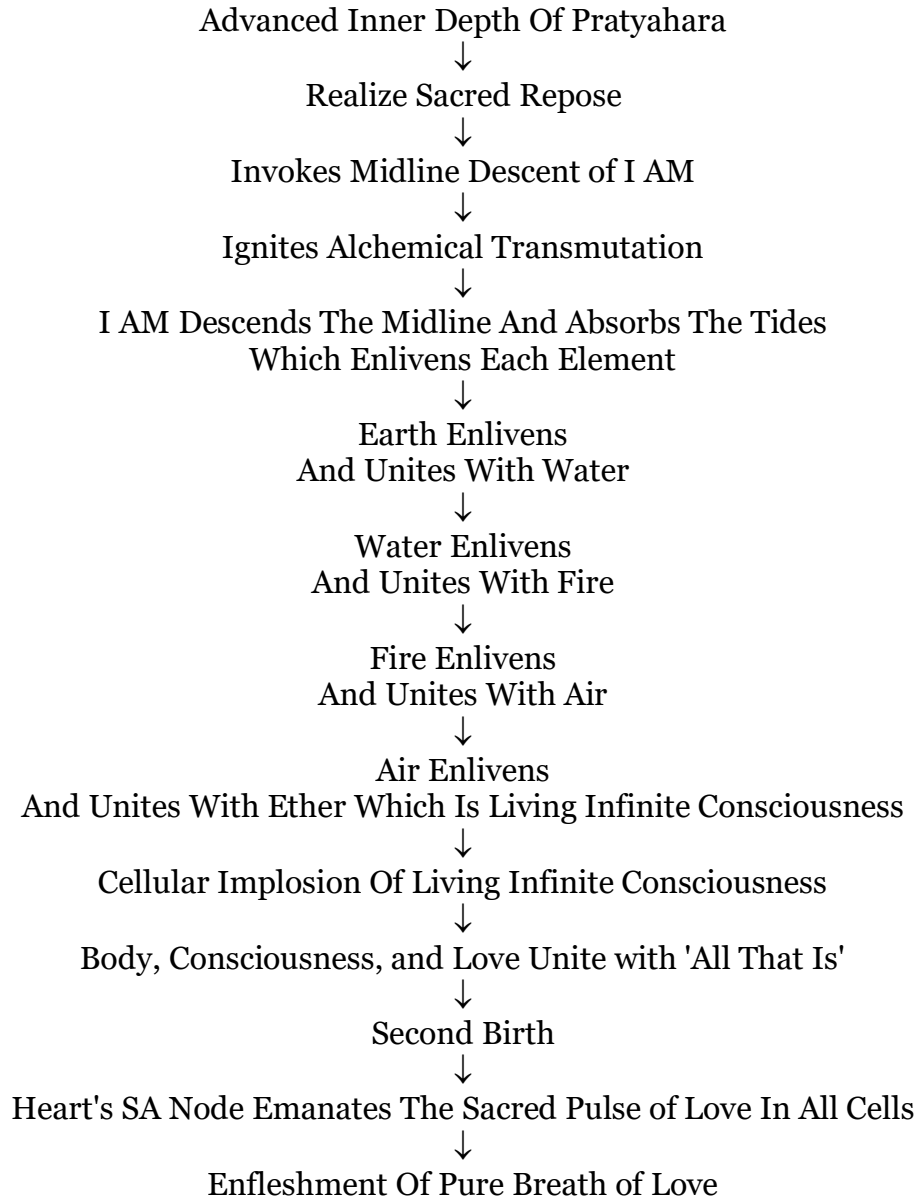 Advanced Inner Depth Of Pratyahara
↓
Realize Sacred Repose
↓
Invokes Midline Descent of I AM
↓
Ignites Alchemical Transmutation
↓
I AM Descends The Midline And Absorbs The Tides
Which Enlivens Each Element
↓
Earth Enlivens
And Unites With Water
↓
Water Enlivens
And Unites With Fire
↓
Fire Enlivens
And Unites With Air
↓
Air Enlivens
And Unites With Ether Which Is Living Infinite Consciousness
↓
Cellular Implosion Of Living Infinite Consciousness
↓
Body, Consciousness, and Love Unite with 'All That Is'
↓
Second Birth
↓
Heart's SA Node Emanates The Sacred Pulse of Love In All Cells
↓
Enfleshment Of Pure Breath of Love